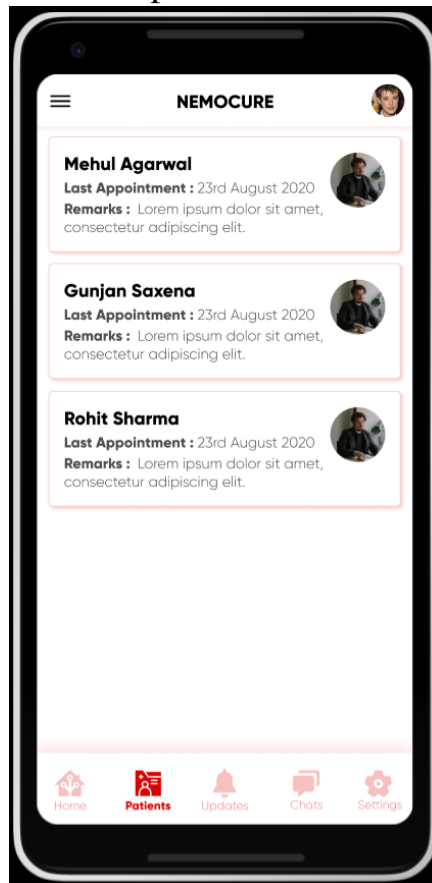 NEMOCURE
Mehul Agarwal
Last Appointment : 23rd August 2020
Remarks : Lorem ipsum dolor sit amet,
consectetur adipiscing elit.
Gunjan Saxena
Last Appointment : 23rd August 2020
Remarks : Lorem ipsum dolor sit amet,
consectetur adipiscing elit.
Rohit Sharma
Last Appointment : 23rd August 2020
Remarks : Lorem ipsum dolor sit amet,
consectetur adipiscing elit.
Home Patients Updates Chats Settings